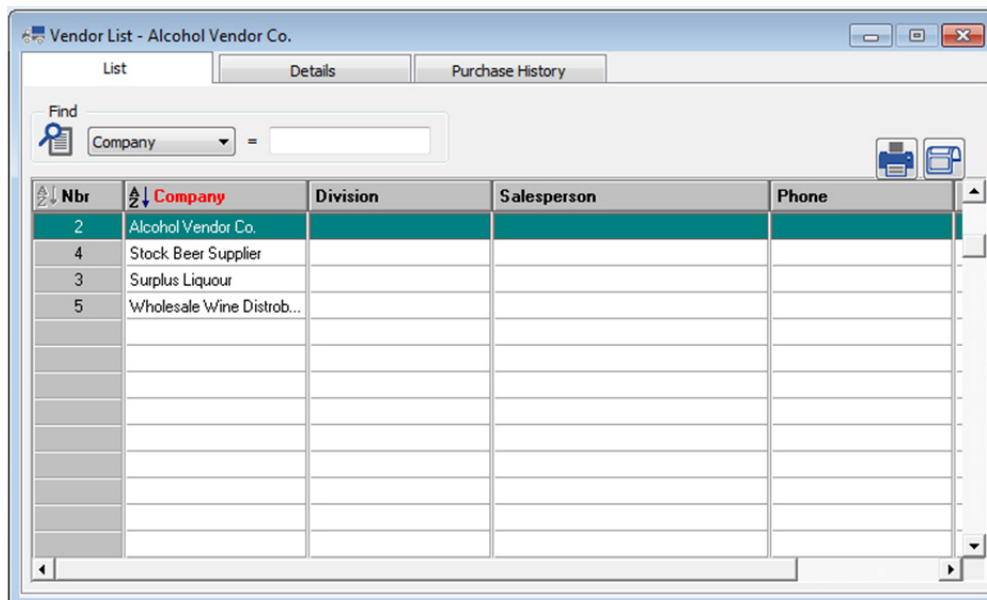 Vendor List - Alcohol Vendor Co.
List Details Purchase History
Find
Company =
Nbr Company Division Salesperson Phone
2 Alcohol Vendor Co.
4 Stock Beer Supplier
3 Surplus Liquour
5 Wholesale Wine Distrob...